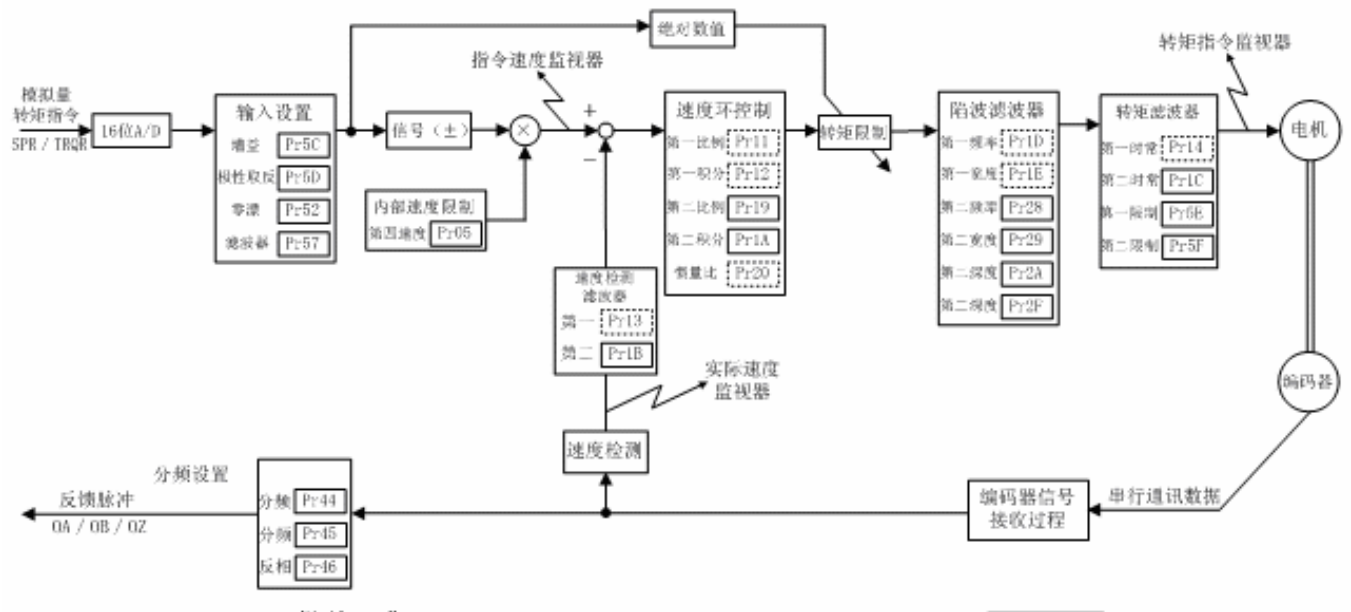 绝对数值
转矩指令监视器
指令速度监视器
模拟量
转矩指令
SPR / TRQR
16位A/D
输入设置
增益 Pr5C
极性取反 Pr5D
零漂 Pr52
滤波器 Pr57
信号（±）
×
+
−
内部速度限制
第四速度 Pr05
速度环控制
第一比例 Pr11
第一积分 Pr12
第二比例 Pr19
第二积分 Pr1A
惯量比 Pr20
转矩限制
陷波滤波器
第一频率 Pr1D
第一宽度 Pr1E
第二频率 Pr28
第二宽度 Pr29
第二深度 Pr2A
第二深度 Pr2F
转矩滤波器
第一时常 Pr14
第二时常 Pr1C
第一限制 Pr5E
第二限制 Pr5F
电机
速度检测
滤波器
第一 Pr13
第二 Pr1B
实际速度
监视器
速度检测
编码器
分频设置
分频 Pr44
分频 Pr45
反相 Pr46
反馈脉冲
OA / OB / OZ
编码器信号
接收过程
串行通讯数据